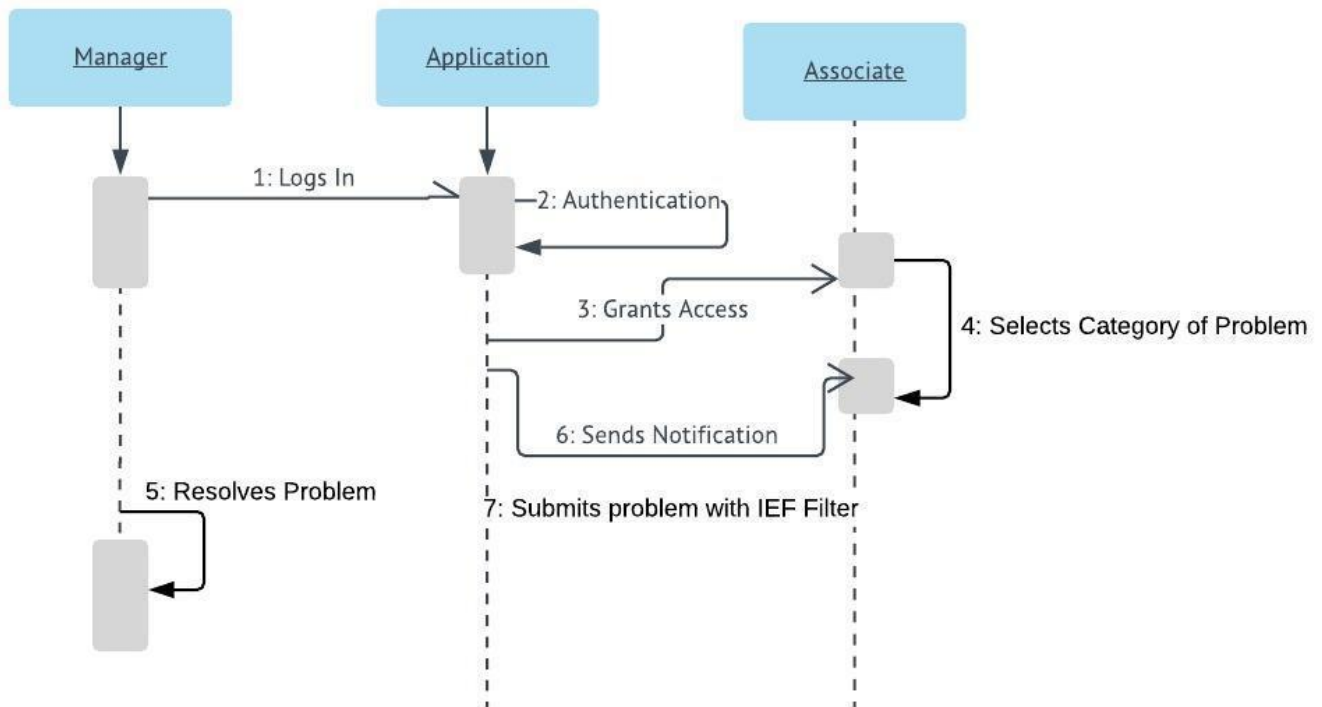 Manager
Application
Associate
1: Logs In
2: Authentication
3: Grants Access
4: Selects Category of Problem
6: Sends Notification
5: Resolves Problem
7: Submits problem with IEF Filter